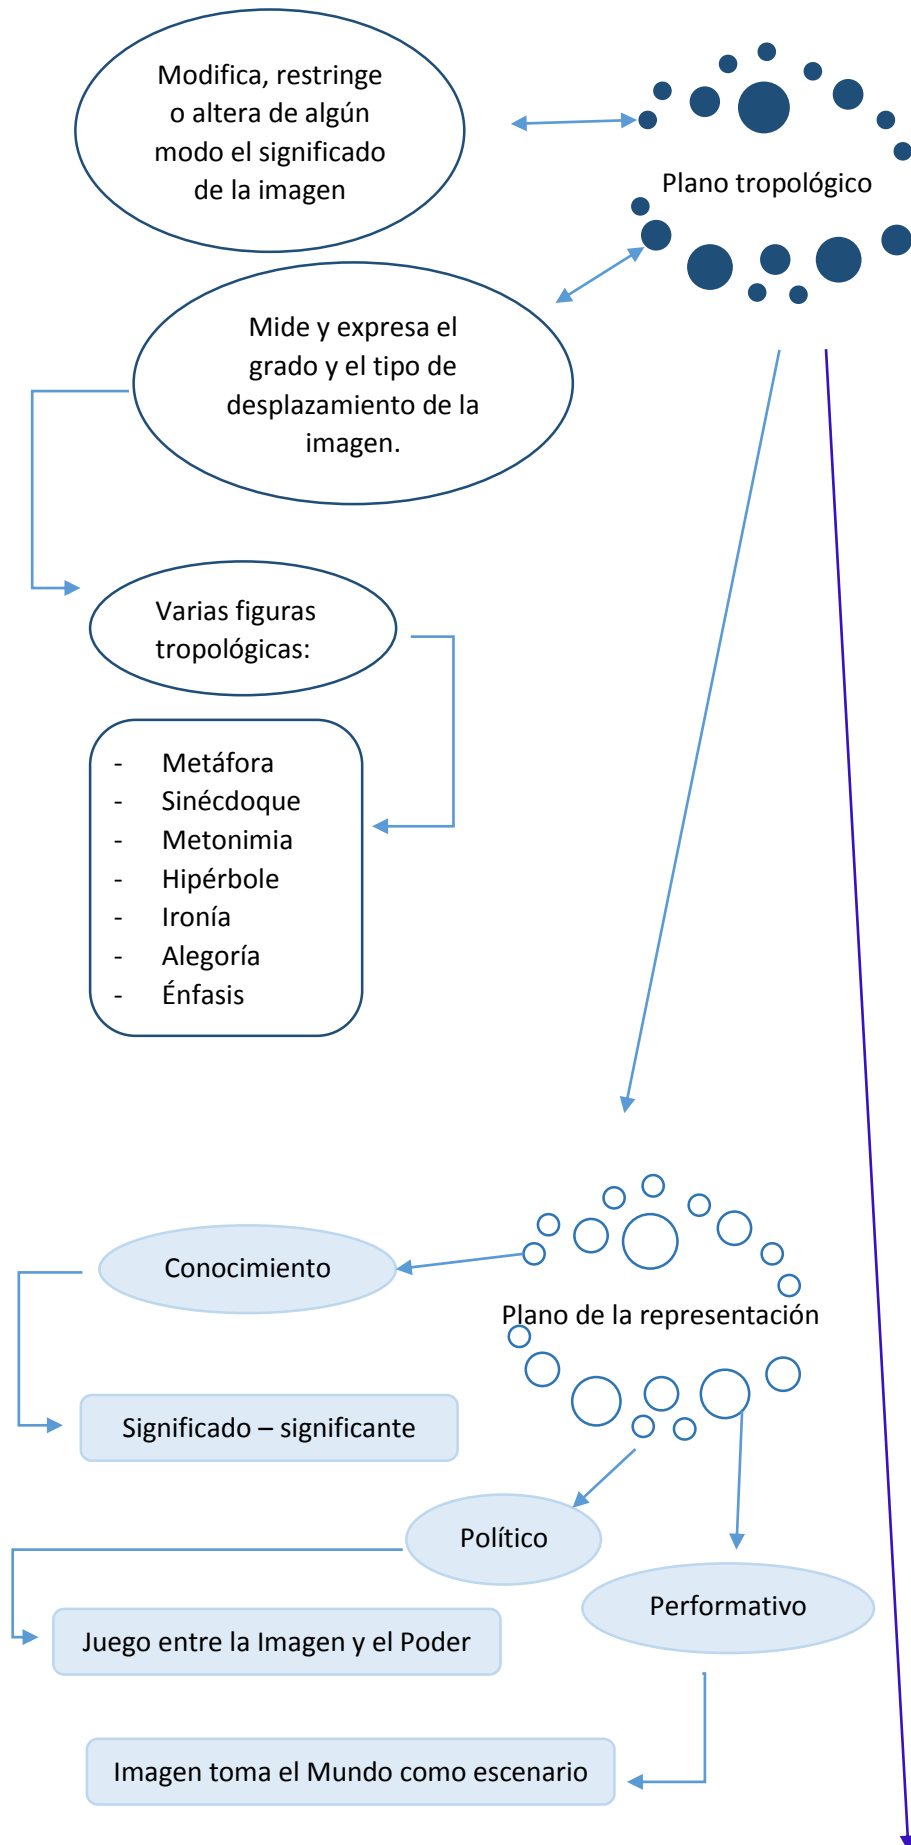 Modifica, restringe
o altera de algún
modo el significado
de la imagen
Plano tropológico
Mide y expresa el
grado y el tipo de
desplazamiento de la
imagen.
Varias figuras
tropológicas:
- Metáfora
- Sinécdoque
- Metonimia
- Hipérbole
- Ironía
- Alegoría
- Énfasis
Conocimiento
Plano de la representación
Significado – significante
Político
Performativo
Juego entre la Imagen y el Poder
Imagen toma el Mundo como escenario